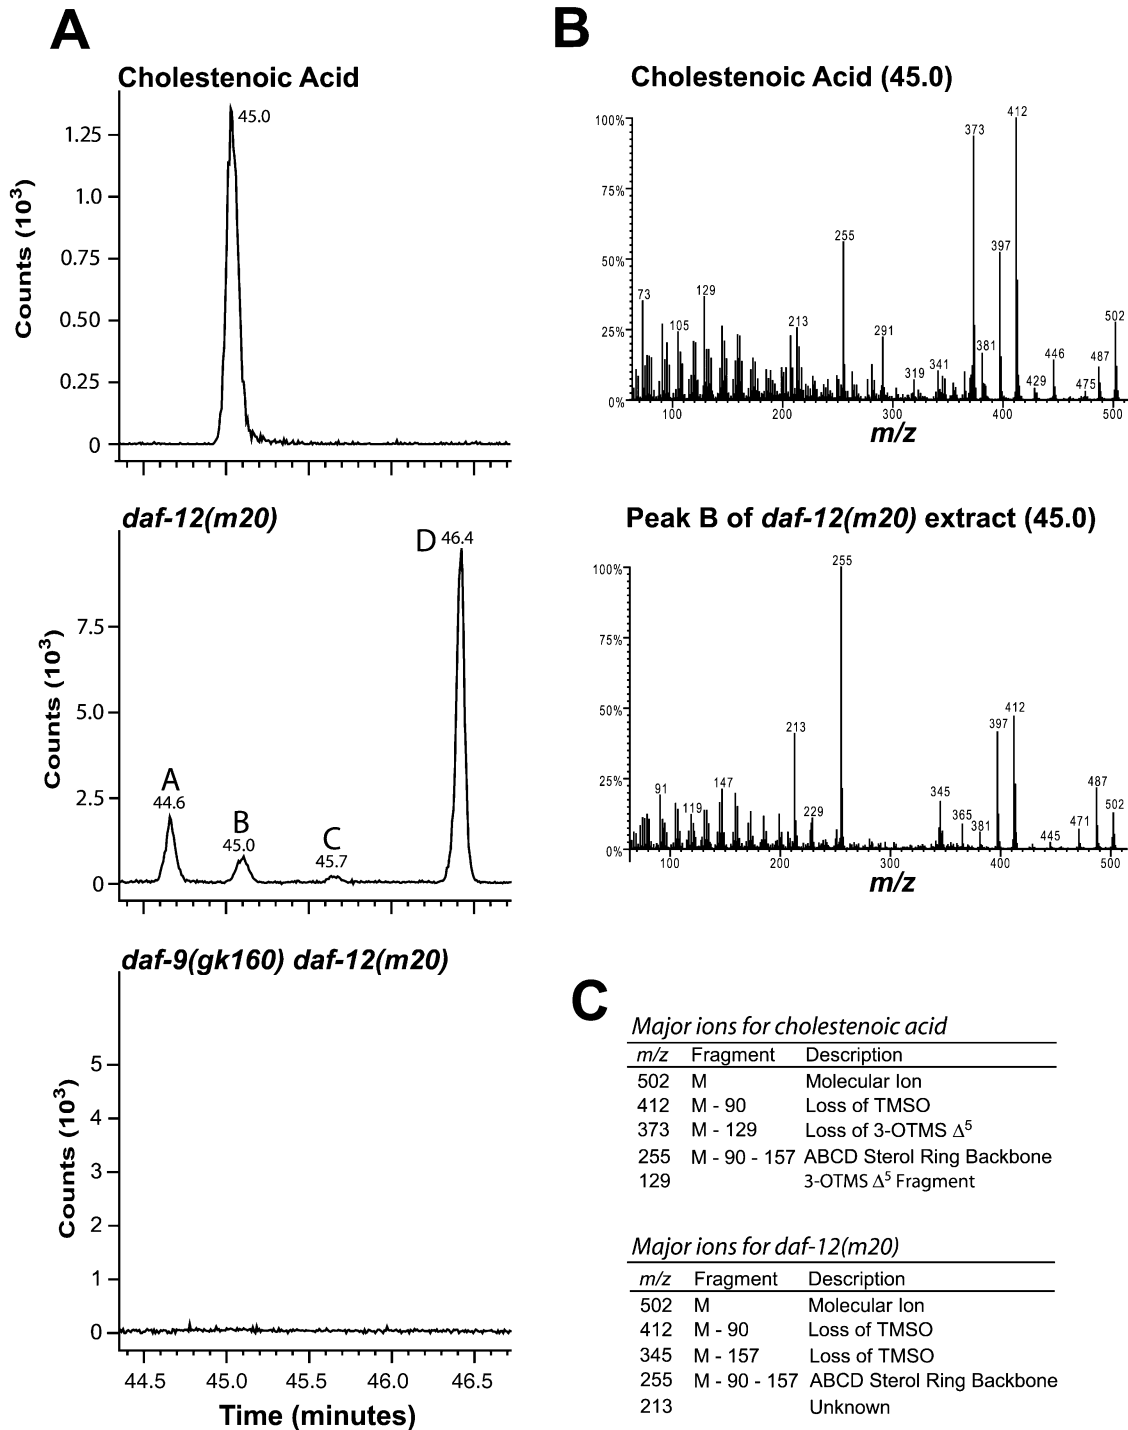 A
Cholestenoic Acid
45.0
1.25
1.0
0.75
0.50
0.25
0
Counts (10³)
daf-12(m20)
D 46.4
7.5
5.0
2.5
0
A
44.6
B
45.0
C
45.7
Counts (10³)
daf-9(gk160) daf-12(m20)
5
4
3
2
1
0
Counts (10³)
44.5 45.0 45.5 46.0 46.5
Time (minutes)
B
Cholestenoic Acid (45.0)
100%
75%
50%
25%
0%
73
105
129
213
255
291
319
341
373
381
397
412
429
446
475
487
502
100 200 300 400 500
m/z
Peak B of daf-12(m20) extract (45.0)
100%
75%
50%
25%
0%
91
119
147
213
229
255
345
365
381
397
412
445
471
487
502
100 200 300 400 500
m/z
C
Major ions for cholestenoic acid
m/z Fragment Description
502 M Molecular Ion
412 M - 90 Loss of TMSO
373 M - 129 Loss of 3-OTMS Δ⁵
255 M - 90 - 157 ABCD Sterol Ring Backbone
129 3-OTMS Δ⁵ Fragment
Major ions for daf-12(m20)
m/z Fragment Description
502 M Molecular Ion
412 M - 90 Loss of TMSO
345 M - 157 Loss of TMSO
255 M - 90 - 157 ABCD Sterol Ring Backbone
213 Unknown